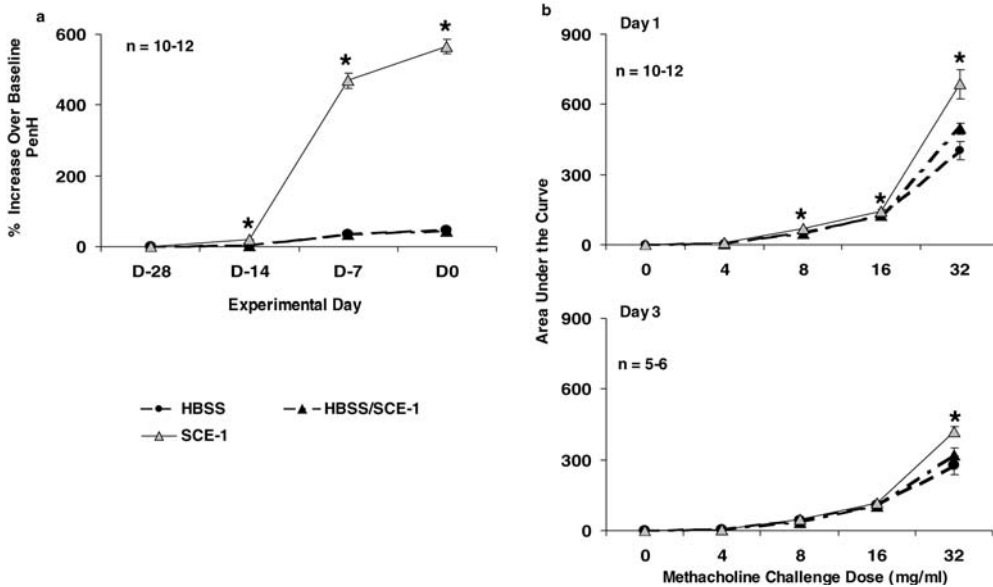 a
n = 10-12
% Increase Over Baseline
PenH
600
400
200
0
*
*
*
D-28
D-14
D-7
D0
Experimental Day
HBSS
HBSS/SCE-1
SCE-1
b
Day 1
n = 10-12
Area Under the Curve
900
600
300
0
*
*
*
0
4
8
16
32
Day 3
n = 5-6
900
600
300
0
*
0
4
8
16
32
Methacholine Challenge Dose (mg/ml)